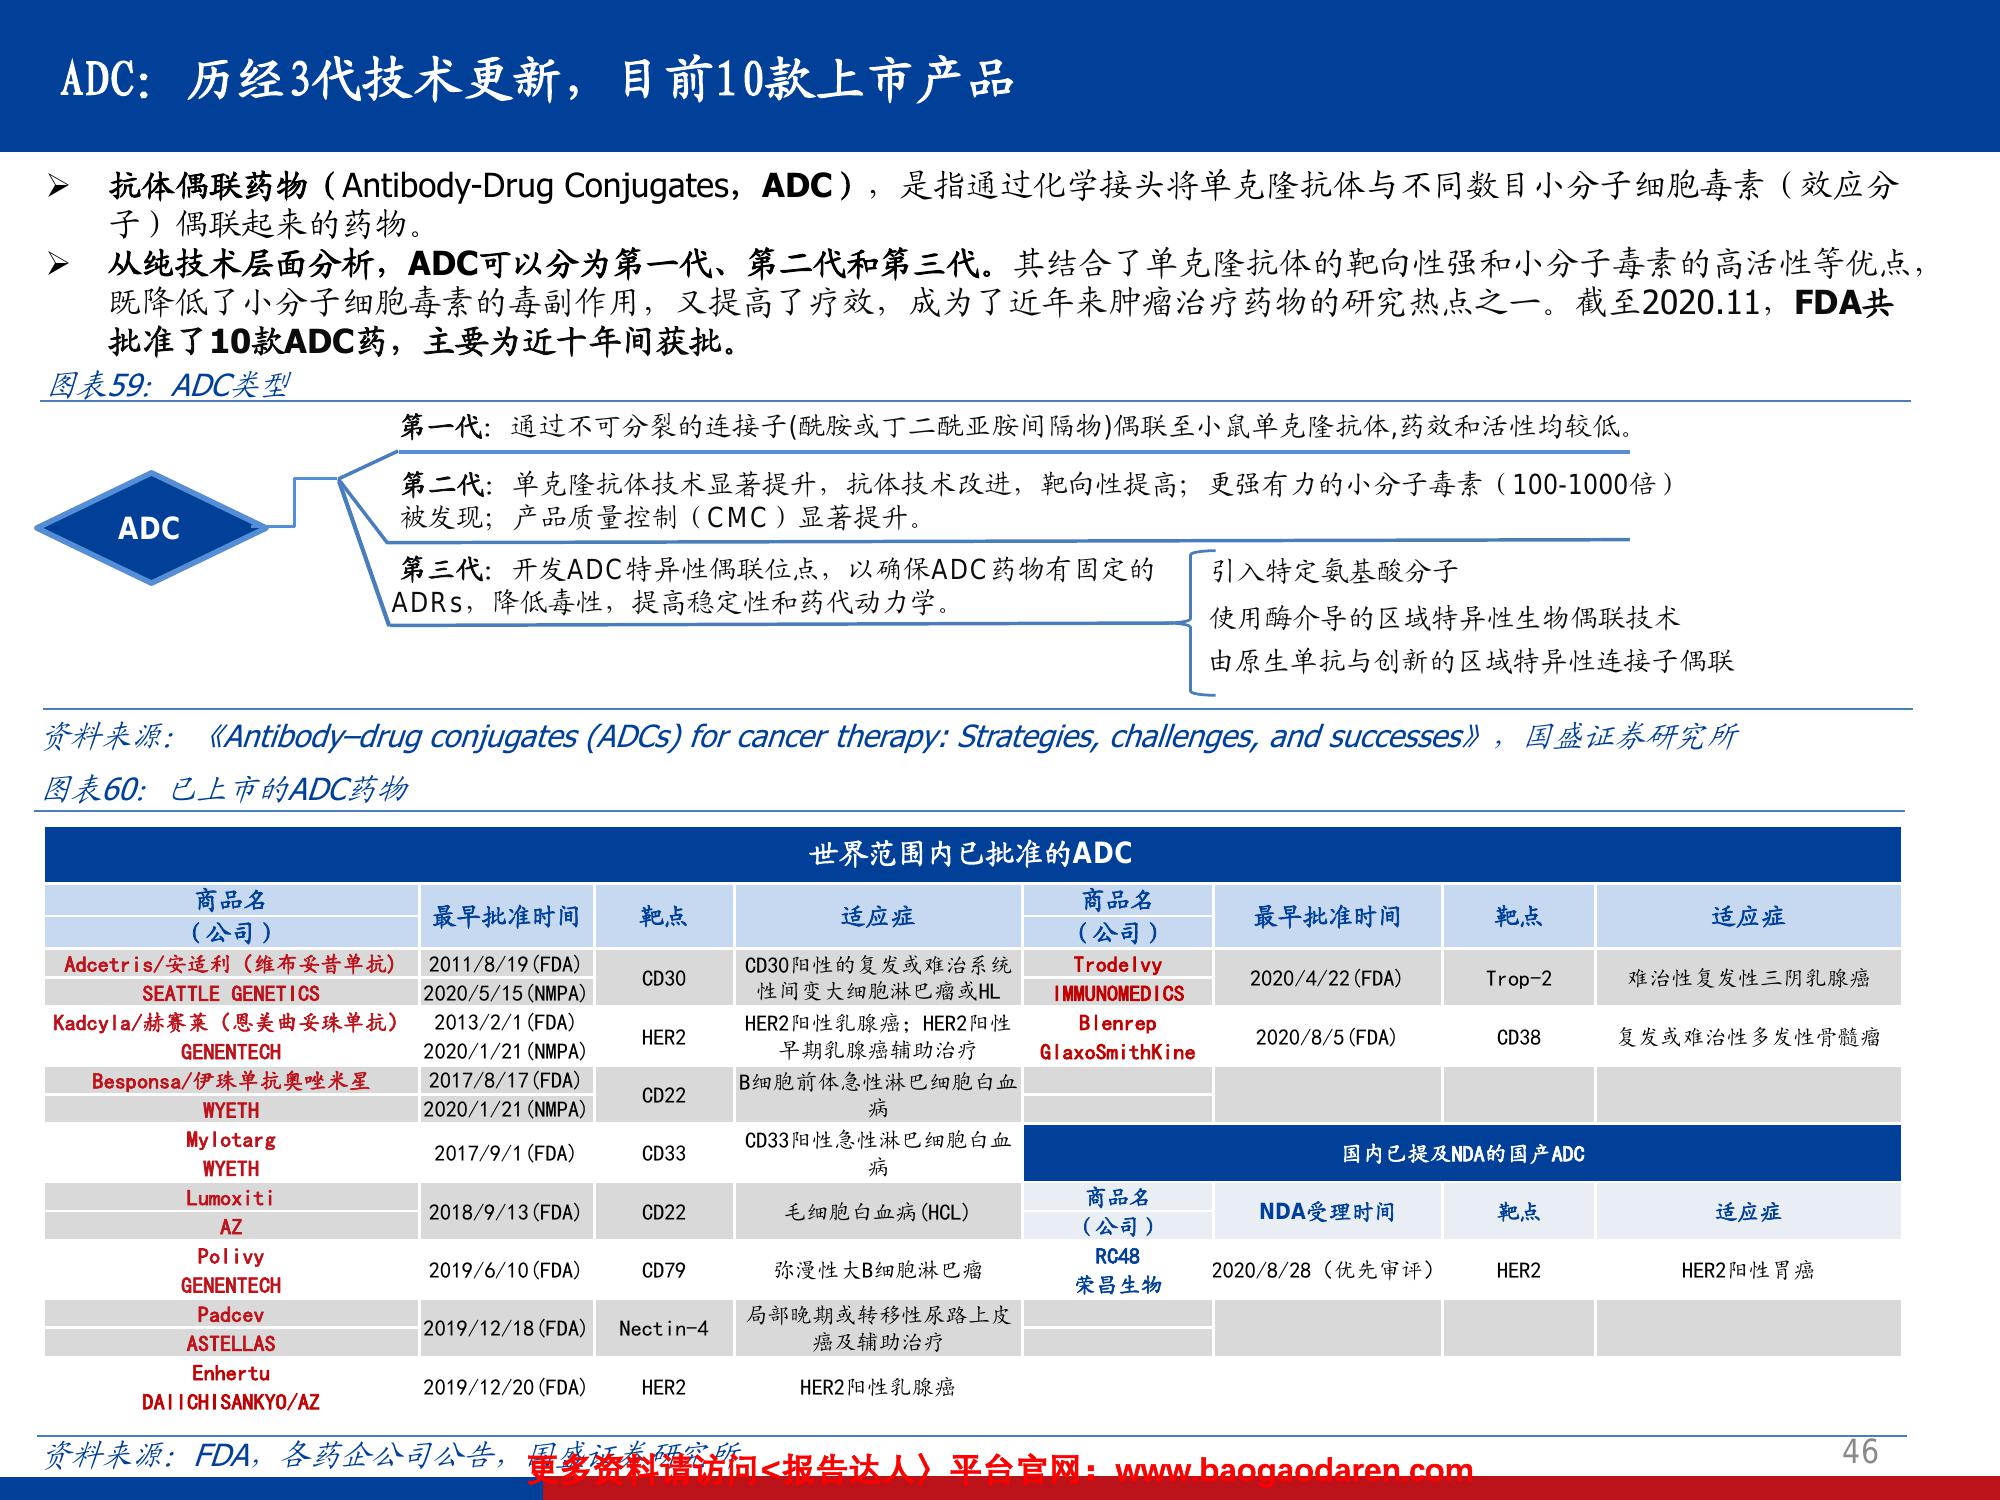 ADC：历经3代技术更新，目前10款上市产品
抗体偶联药物（Antibody-Drug Conjugates，ADC），是指通过化学接头将单克隆抗体与不同数目小分子细胞毒素（效应分
子）偶联起来的药物。
从纯技术层面分析，ADC可以分为第一代、第二代和第三代。其结合了单克隆抗体的靶向性强和小分子毒素的高活性等优点，
既降低了小分子细胞毒素的毒副作用，又提高了疗效，成为了近年来肿瘤治疗药物的研究热点之一。截至2020.11，FDA共
批准了10款ADC药，主要为近十年间获批。
图表59：ADC类型
ADC
第一代：通过不可分裂的连接子(酰胺或丁二酰亚胺间隔物)偶联至小鼠单克隆抗体,药效和活性均较低。
第二代：单克隆抗体技术显著提升，抗体技术改进，靶向性提高；更强有力的小分子毒素（100-1000倍）
被发现；产品质量控制（CMC）显著提升。
第三代：开发ADC特异性偶联位点，以确保ADC药物有固定的
ADRs，降低毒性，提高稳定性和药代动力学。
引入特定氨基酸分子
使用酶介导的区域特异性生物偶联技术
由原生单抗与创新的区域特异性连接子偶联
资料来源：《Antibody–drug conjugates (ADCs) for cancer therapy: Strategies, challenges, and successes》，国盛证券研究所
图表60：已上市的ADC药物
世界范围内已批准的ADC
商品名
（公司）
最早批准时间
靶点
适应症
商品名
（公司）
最早批准时间
靶点
适应症
Adcetris/安适利（维布妥昔单抗)
SEATTLE GENETICS
2011/8/19(FDA)
2020/5/15(NMPA)
CD30
CD30阳性的复发或难治系统
性间变大细胞淋巴瘤或HL
Trodelvy
IMMUNOMEDICS
2020/4/22(FDA)
Trop-2
难治性复发性三阴乳腺癌
Kadcyla/赫赛莱（恩美曲妥珠单抗)
GENENTECH
2013/2/1(FDA)
2020/1/21(NMPA)
HER2
HER2阳性乳腺癌；HER2阳性
早期乳腺癌辅助治疗
Blenrep
GlaxoSmithKine
2020/8/5(FDA)
CD38
复发或难治性多发性骨髓瘤
Besponsa/伊珠单抗奥唑米星
WYETH
2017/8/17(FDA)
2020/1/21(NMPA)
CD22
B细胞前体急性淋巴细胞白血
病
Mylotarg
WYETH
2017/9/1(FDA)
CD33
CD33阳性急性淋巴细胞白血
病
国内已提及NDA的国产ADC
Lumoxiti
AZ
2018/9/13(FDA)
CD22
毛细胞白血病(HCL)
商品名
（公司）
NDA受理时间
靶点
适应症
Polivy
GENENTECH
2019/6/10(FDA)
CD79
弥漫性大B细胞淋巴瘤
RC48
荣昌生物
2020/8/28（优先审评）
HER2
HER2阳性胃癌
Padcev
ASTELLAS
2019/12/18(FDA)
Nectin-4
局部晚期或转移性尿路上皮
癌及辅助治疗
Enhertu
DAIICHISANKYO/AZ
2019/12/20(FDA)
HER2
HER2阳性乳腺癌
资料来源：FDA，各药企公司公告，国盛证券研究所
更多资料请访问<报告达人〉平台官网：www.baogaodaren.com
46